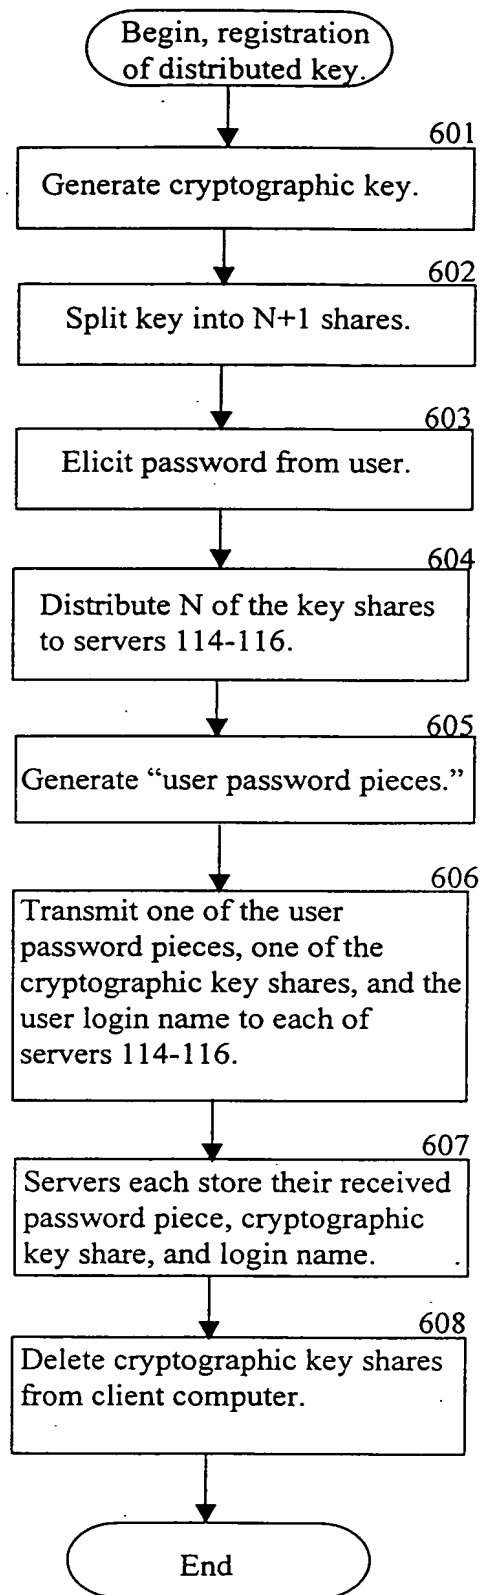 Begin, registration
of distributed key.
601
Generate cryptographic key.
602
Split key into N+1 shares.
603
Elicit password from user.
604
Distribute N of the key shares
to servers 114-116.
605
Generate “user password pieces.”
606
Transmit one of the user
password pieces, one of the
cryptographic key shares, and the
user login name to each of
servers 114-116.
607
Servers each store their received
password piece, cryptographic
key share, and login name.
608
Delete cryptographic key shares
from client computer.
End